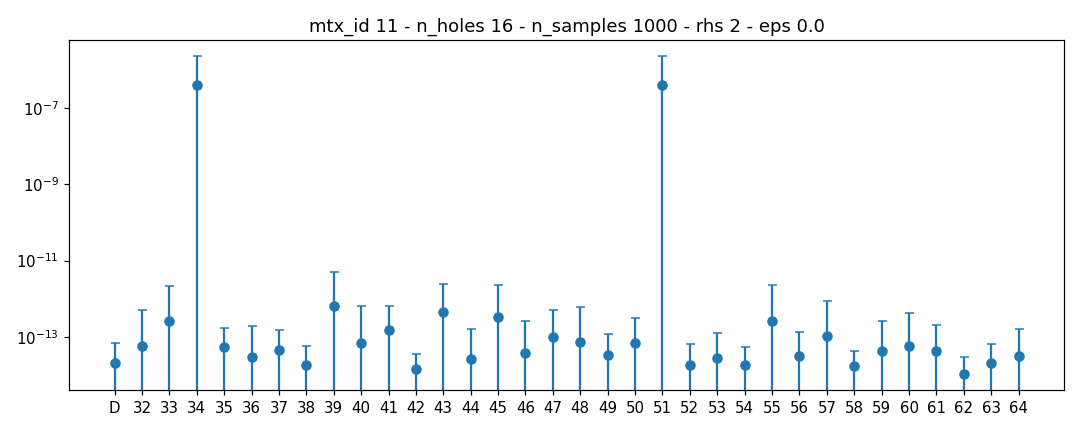 mtx_id 11 - n_holes 16 - n_samples 1000 - rhs 2 - eps 0.0
10⁻⁷
10⁻⁹
10⁻¹¹
10⁻¹³
D 32 33 34 35 36 37 38 39 40 41 42 43 44 45 46 47 48 49 50 51 52 53 54 55 56 57 58 59 60 61 62 63 64